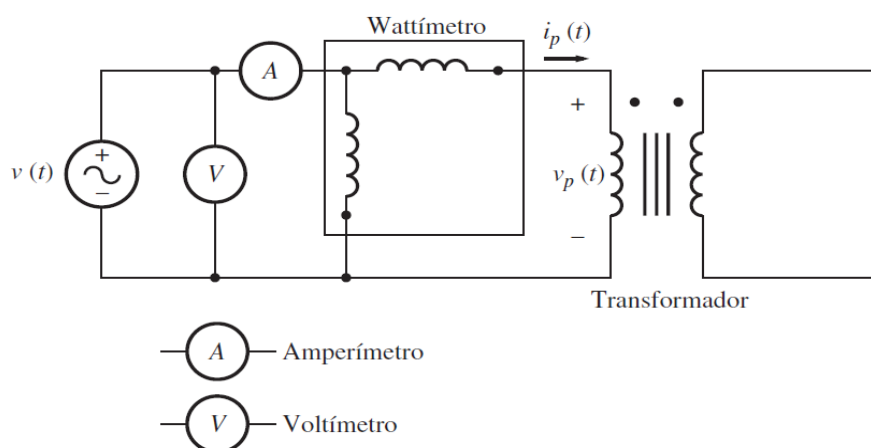 Wattímetro
i_p (t)
A
+
v (t)
+
−
V
v_p (t)
−
Transformador
A Amperímetro
V Voltímetro